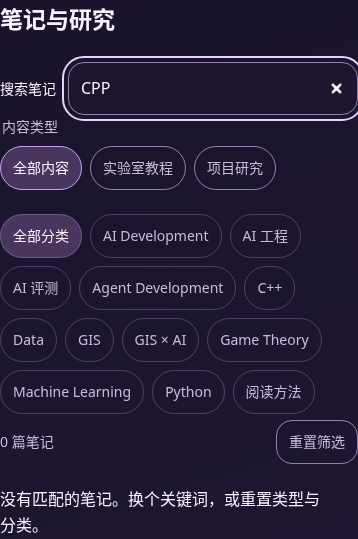 笔记与研究
搜索笔记 CPP ×
内容类型
全部内容 实验室教程 项目研究
全部分类 AI Development AI 工程
AI 评测 Agent Development C++
Data GIS GIS × AI Game Theory
Machine Learning Python 阅读方法
0 篇笔记 重置筛选
没有匹配的笔记。换个关键词，或重置类型与
分类。